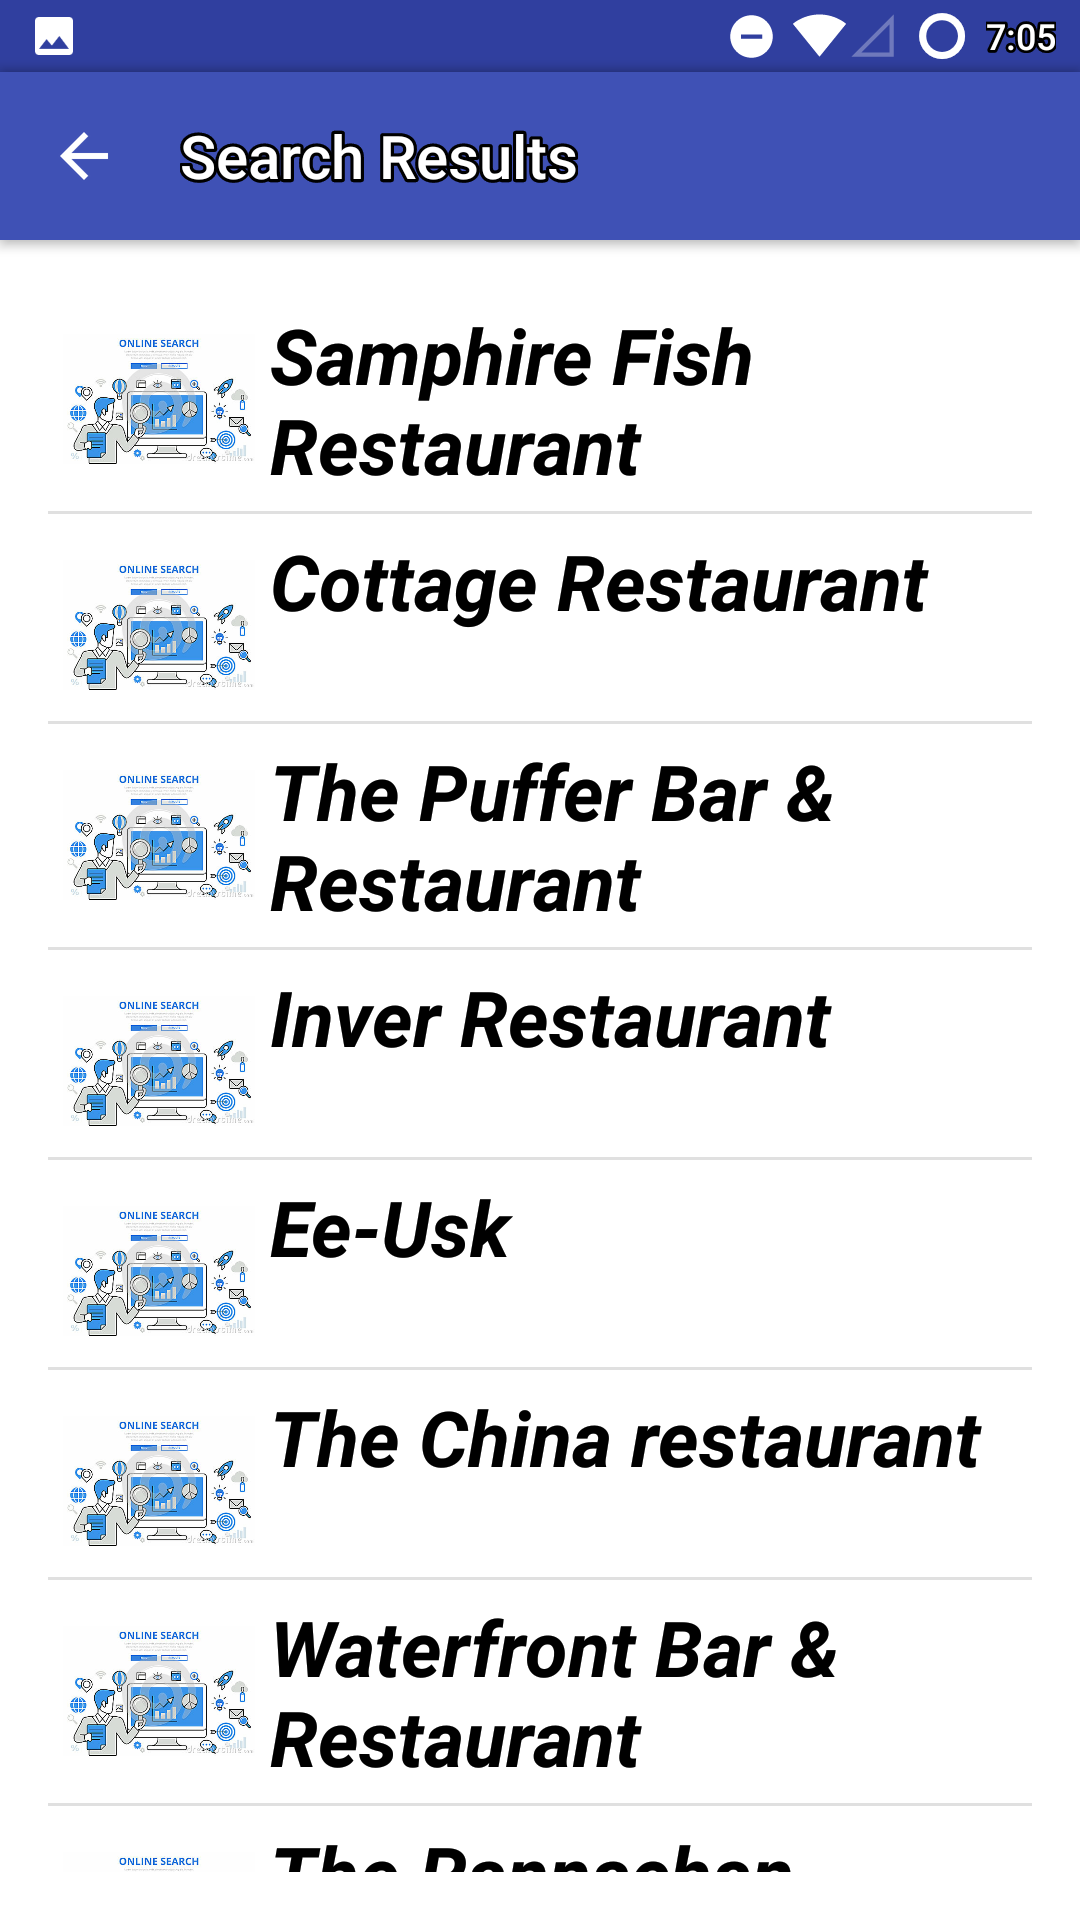 7:05
Search Results
ONLINE SEARCH
Samphire Fish
Restaurant
ONLINE SEARCH
Cottage Restaurant
ONLINE SEARCH
The Puffer Bar &
Restaurant
ONLINE SEARCH
Inver Restaurant
ONLINE SEARCH
Ee-Usk
ONLINE SEARCH
The China restaurant
ONLINE SEARCH
Waterfront Bar &
Restaurant
ONLINE SEARCH
The